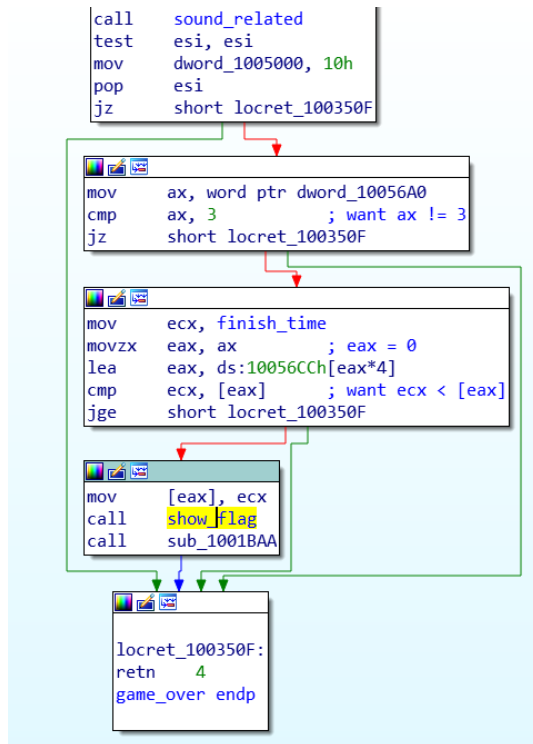 call    sound_related
test    esi, esi
mov     dword_1005000, 10h
pop     esi
jz      short locret_100350F
mov     ax, word ptr dword_10056A0
cmp     ax, 3           ; want ax != 3
jz      short locret_100350F
mov     ecx, finish_time
movzx   eax, ax         ; eax = 0
lea     eax, ds:10056CCh[eax*4]
cmp     ecx, [eax]      ; want ecx < [eax]
jge     short locret_100350F
mov     [eax], ecx
call    show_flag
call    sub_1001BAA
locret_100350F:
retn    4
game_over endp